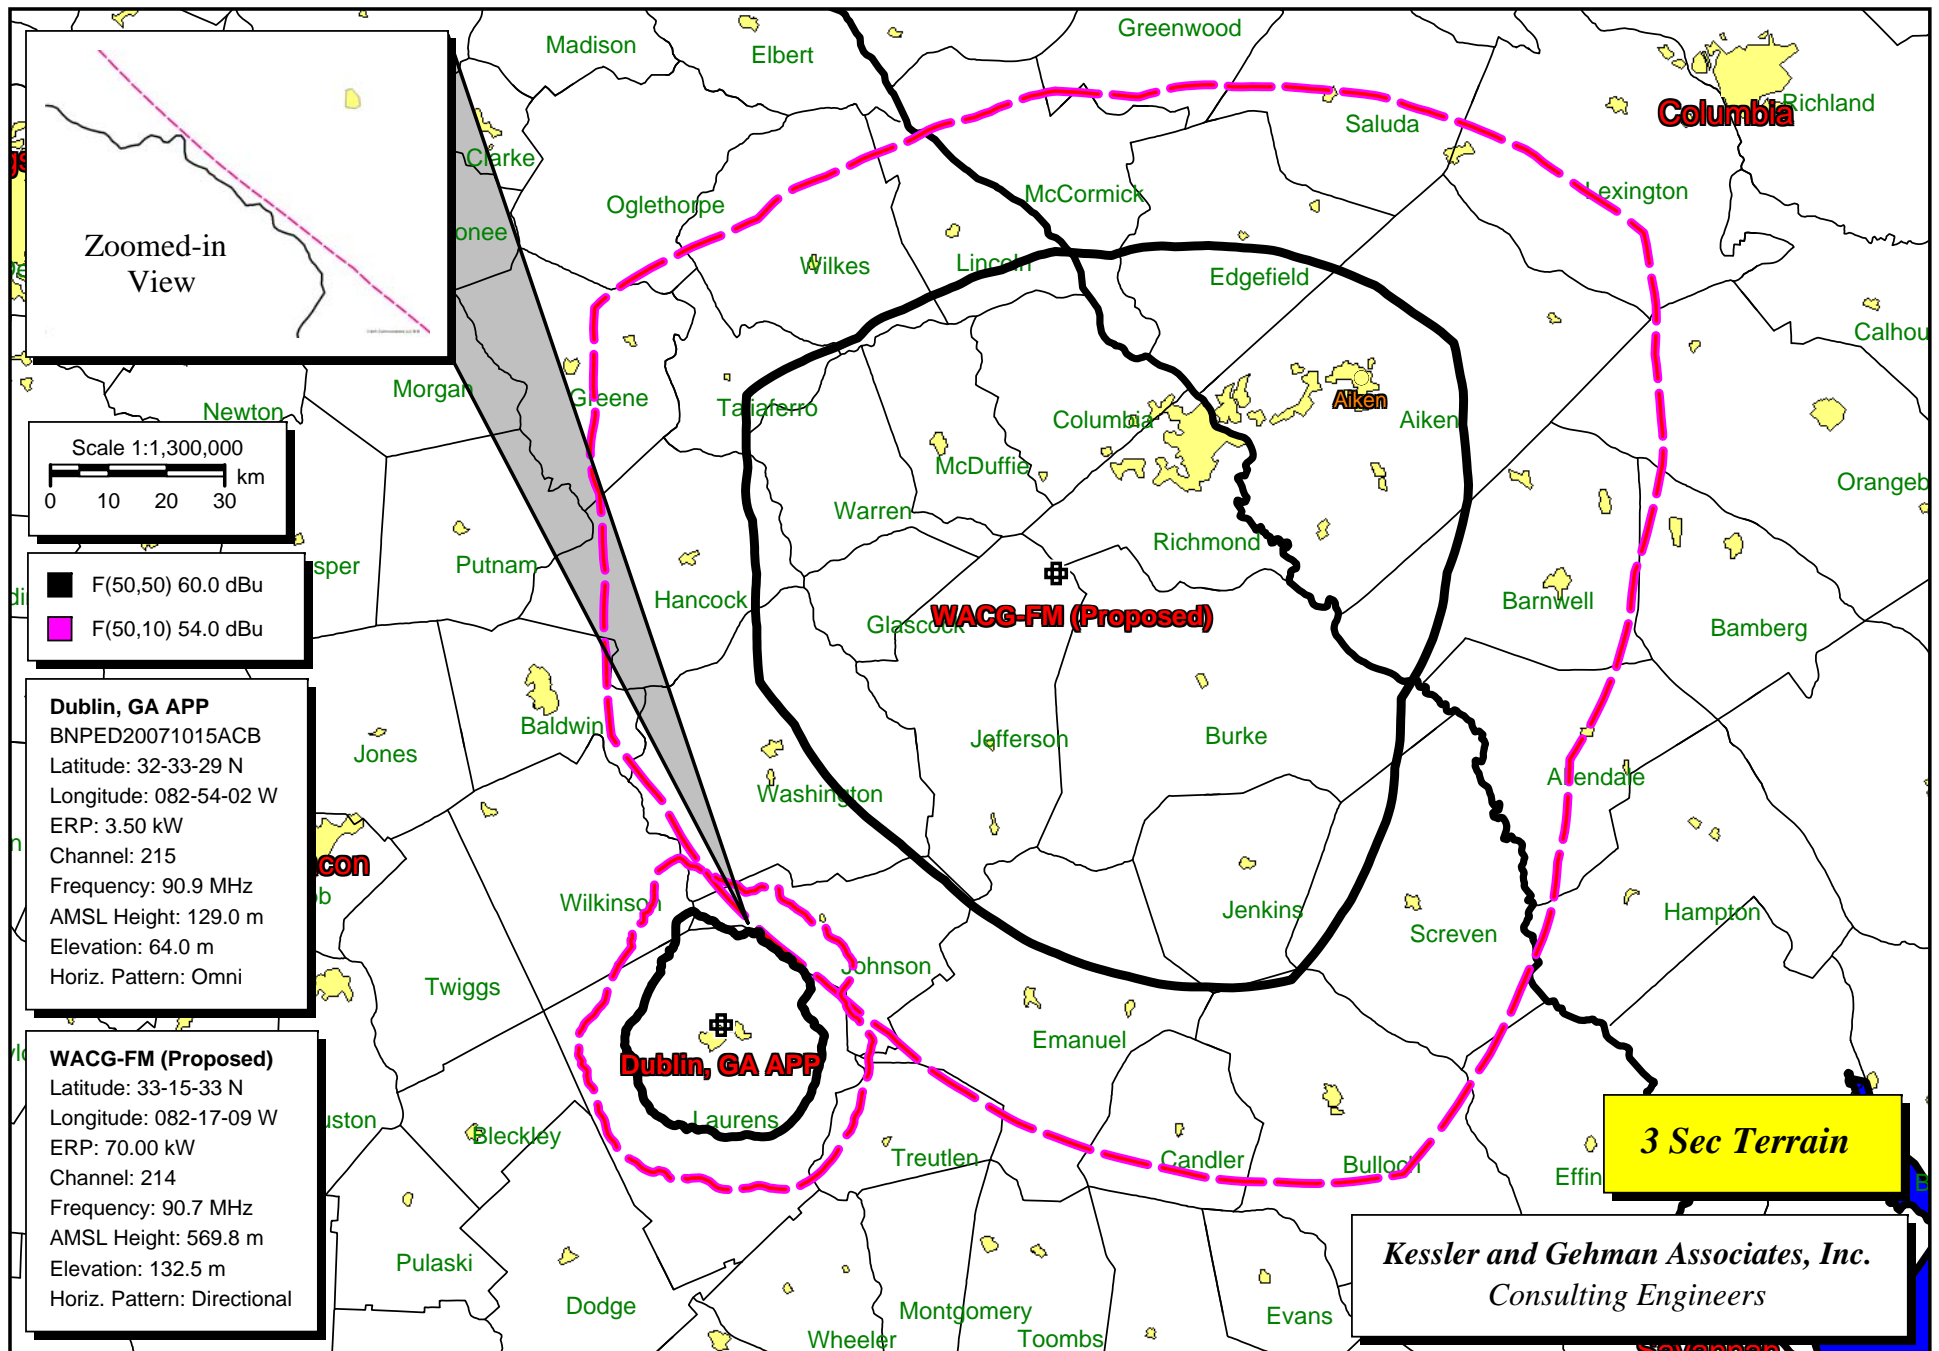 Zoomed-in
View
Scale 1:1,300,000
0 10 20 30 km
F(50,50) 60.0 dBu
F(50,10) 54.0 dBu
Dublin, GA APP
BNPED20071015ACB
Latitude: 32-33-29 N
Longitude: 082-54-02 W
ERP: 3.50 kW
Channel: 215
Frequency: 90.9 MHz
AMSL Height: 129.0 m
Elevation: 64.0 m
Horiz. Pattern: Omni
WACG-FM (Proposed)
Latitude: 33-15-33 N
Longitude: 082-17-09 W
ERP: 70.00 kW
Channel: 214
Frequency: 90.7 MHz
AMSL Height: 569.8 m
Elevation: 132.5 m
Horiz. Pattern: Directional
Greenwood
Madison
Elbert
Columbia
Richland
Saluda
Clarke
Lexington
McCormick
Oglethorpe
onee
Wilkes
Lincoln
Edgefield
Calhou
Morgan
Greene
Taliaferro
Newton
Aiken
Columbia
Aiken
McDuffie
Orangeb
Warren
Richmond
sper
Putnam
Hancock
Barnwell
WACG-FM (Proposed)
Glascock
Bamberg
Baldwin
Jefferson
Burke
Jones
Allendale
Washington
con
ob
Wilkinson
Jenkins
Hampton
Screven
Johnson
Twiggs
Emanuel
Dublin, GA APP
Laurens
uston
Bleckley
Treutlen
Candler
Bulloch
Effin
3 Sec Terrain
Pulaski
Dodge
Montgomery
Wheeler
Toombs
Evans
Kessler and Gehman Associates, Inc.
Consulting Engineers